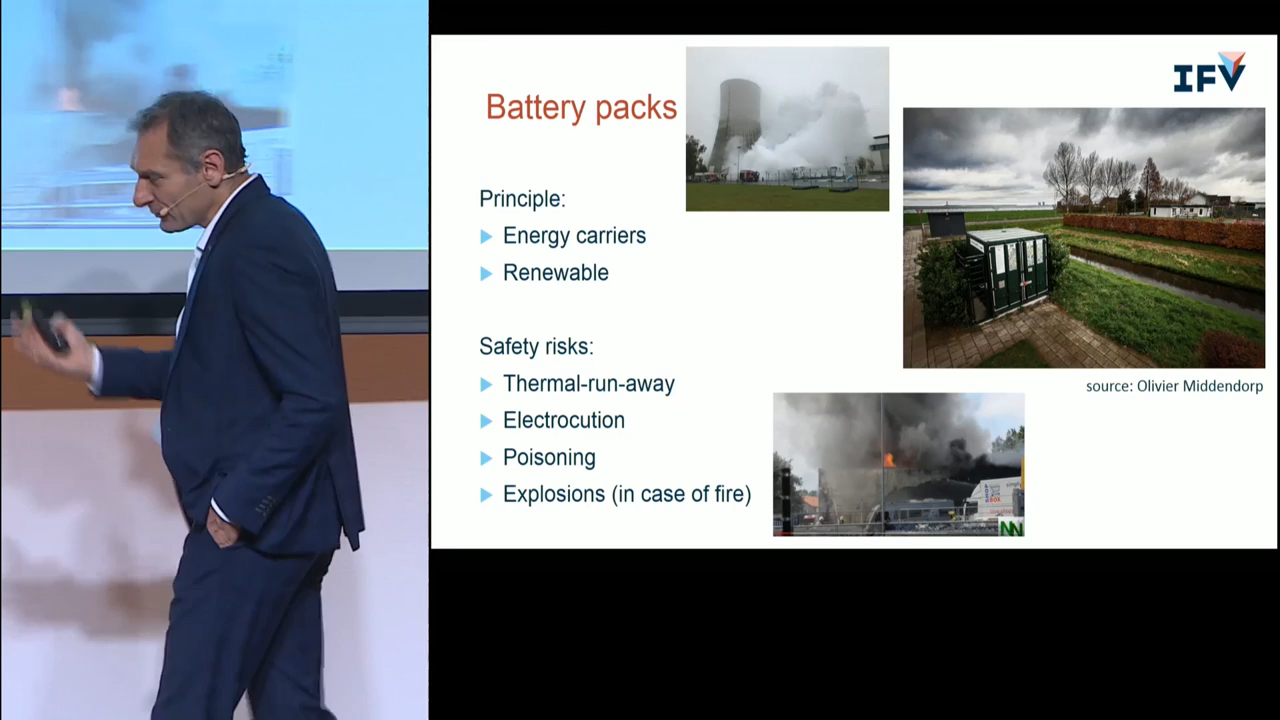 IFV
Battery packs
Principle:
Energy carriers
Renewable
source: Olivier Middendorp
Safety risks:
Thermal-run-away
Electrocution
Poisoning
Explosions (in case of fire)
NN